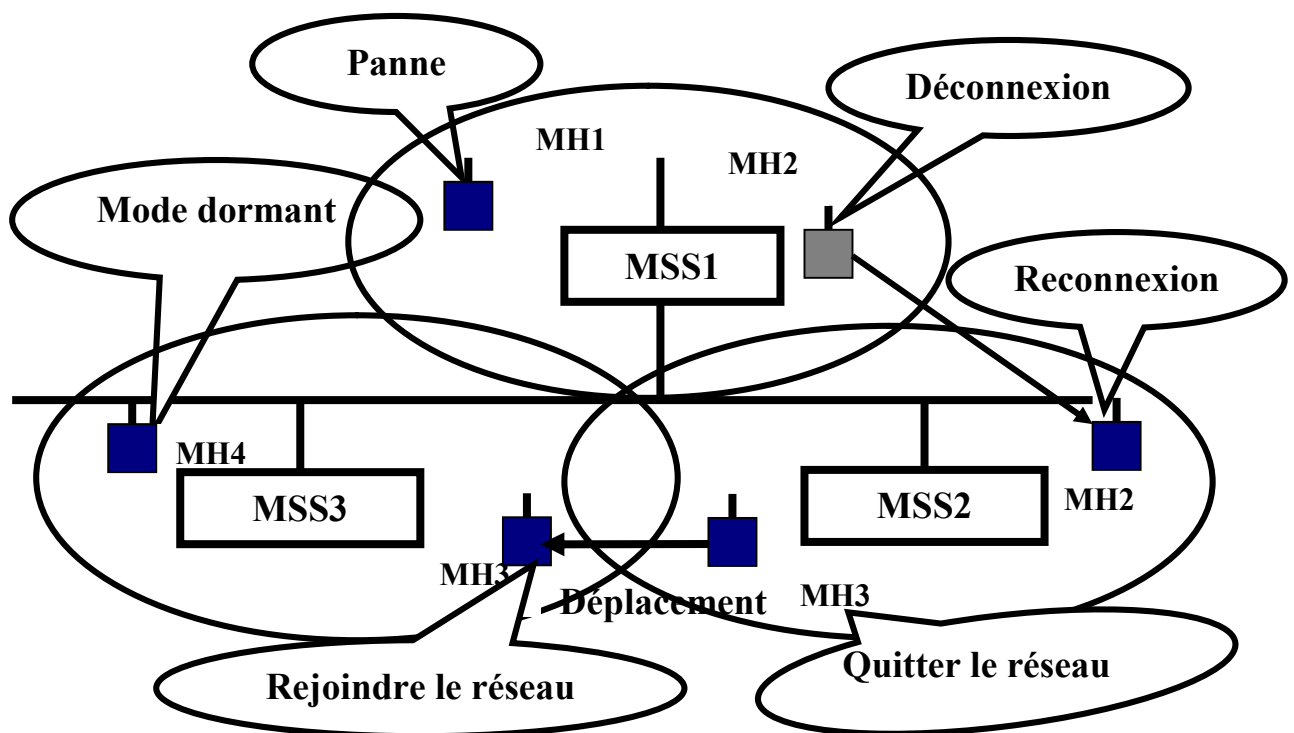 Panne
Déconnexion
MH1
MH2
Mode dormant
MSS1
Reconnexion
MH4
MSS3
MSS2
MH2
MH3
Déplacement
MH3
Rejoindre le réseau
Quitter le réseau